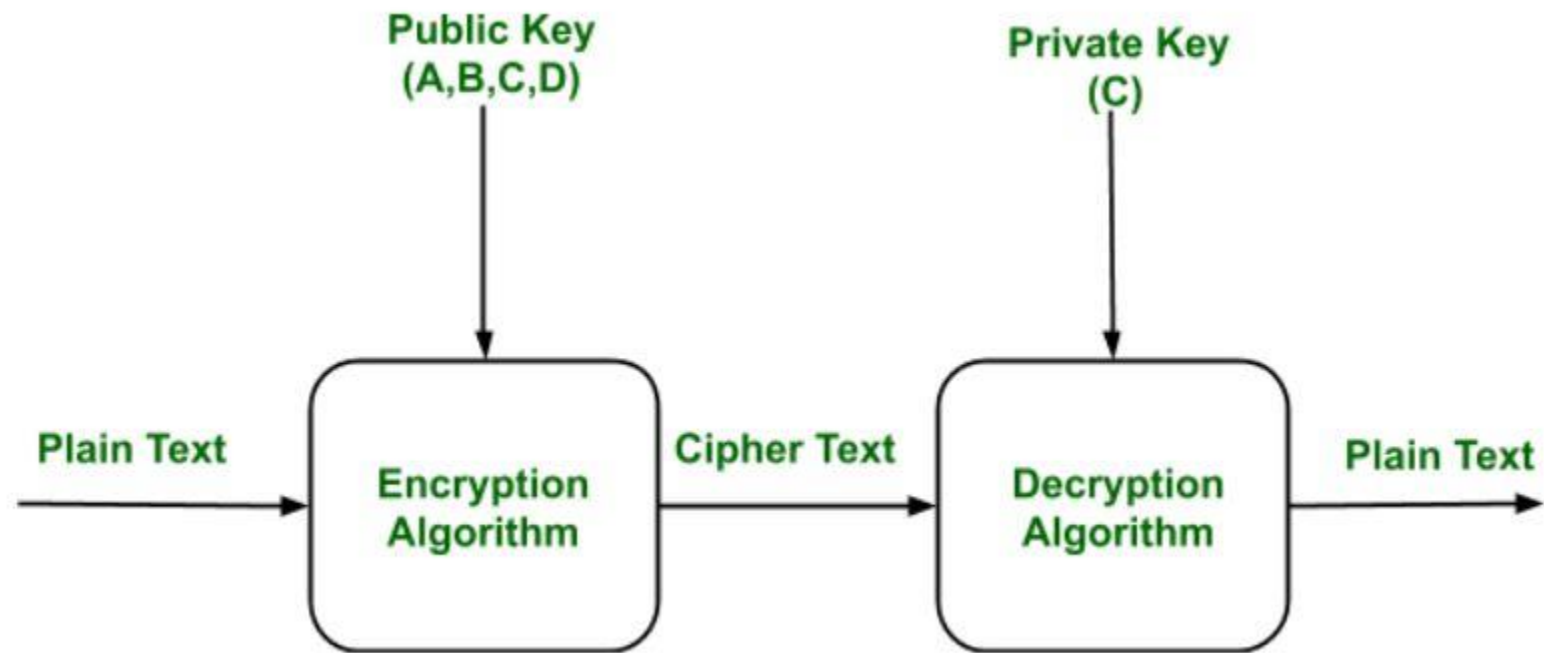 Public Key
(A,B,C,D)
Private Key
(C)
Plain Text
Encryption
Algorithm
Cipher Text
Decryption
Algorithm
Plain Text